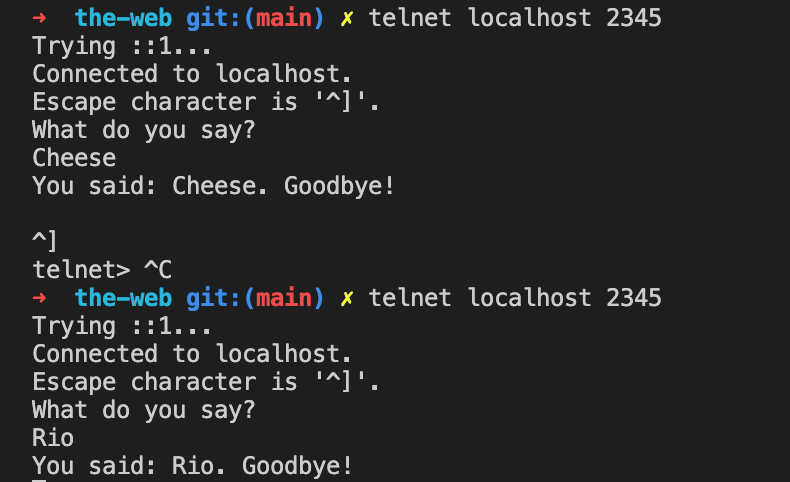 ➜ the-web git:(main) ✗ telnet localhost 2345
Trying ::1...
Connected to localhost.
Escape character is '^]'.
What do you say?
Cheese
You said: Cheese. Goodbye!
^]
telnet> ^C
➜ the-web git:(main) ✗ telnet localhost 2345
Trying ::1...
Connected to localhost.
Escape character is '^]'.
What do you say?
Rio
You said: Rio. Goodbye!